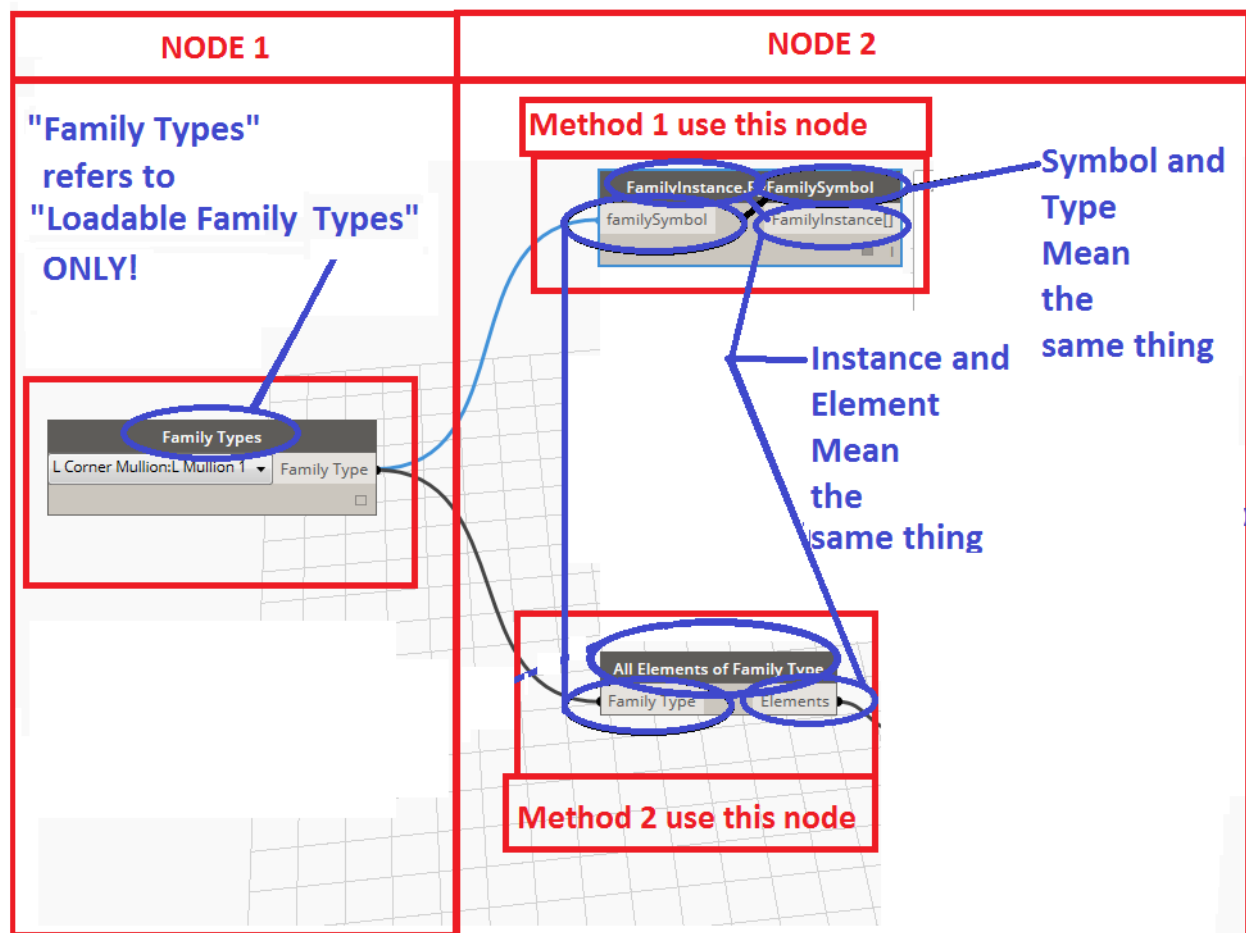 NODE 1
NODE 2
"Family Types"
refers to
"Loadable Family Types"
ONLY!
Method 1 use this node
FamilyInstance. FamilySymbol
familySymbol
FamilyInstance[]
Symbol and
Type
Mean
the
same thing
Instance and
Element
Mean
the
same thing
Family Types
L Corner Mullion:L Mullion 1
Family Type
All Elements of Family Type
Family Type
Elements
Method 2 use this node